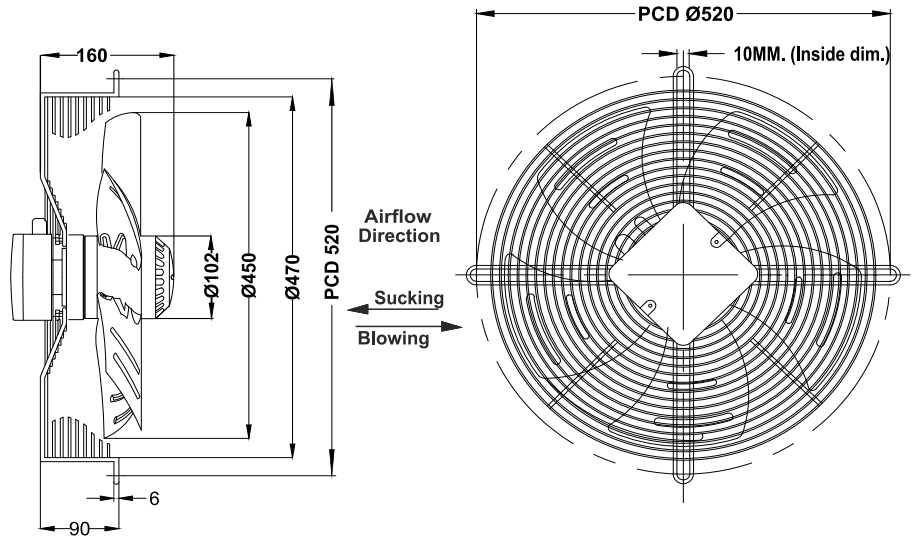 160
Ø102
Ø450
Ø470
PCD 520
6
90
Airflow
Direction
Sucking
Blowing
PCD Ø520
10MM. (Inside dim.)